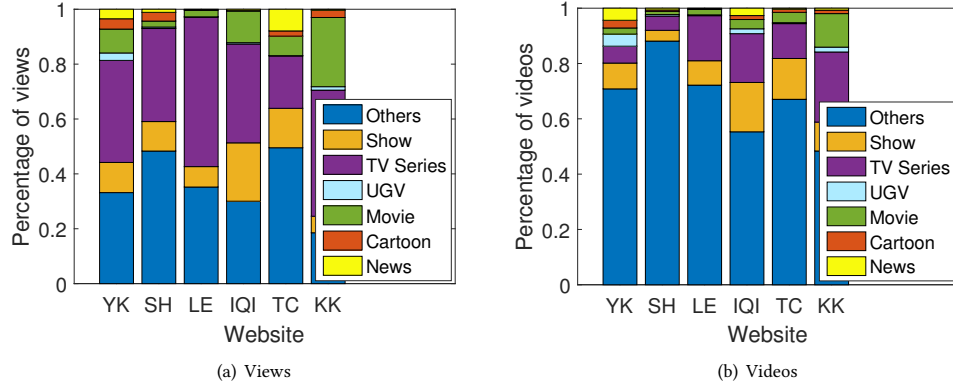 Percentage of views
1
0.8
0.6
0.4
0.2
0
YK SH LE IQI TC KK
Website
Others
Show
TV Series
UGV
Movie
Cartoon
News
(a) Views
Percentage of videos
1
0.8
0.6
0.4
0.2
0
YK SH LE IQI TC KK
Website
Others
Show
TV Series
UGV
Movie
Cartoon
News
(b) Videos